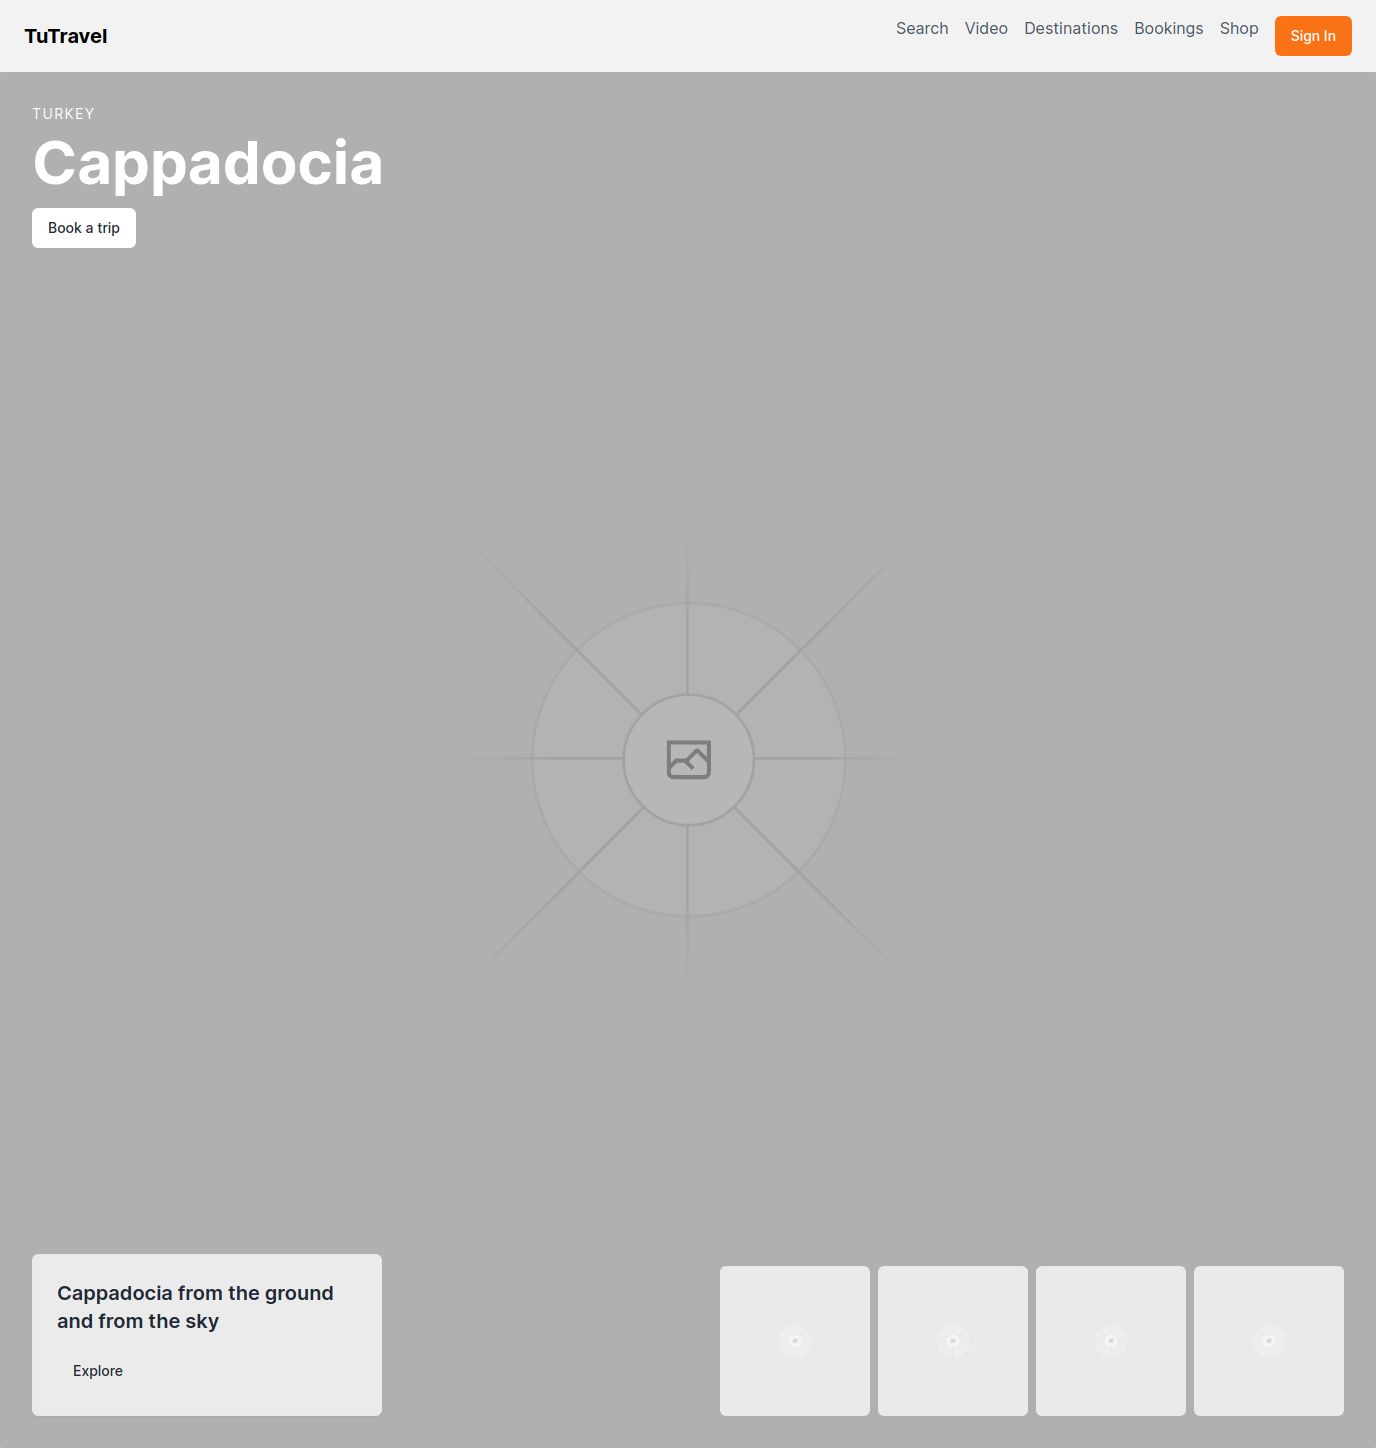 TuTravel
Search Video Destinations Bookings Shop Sign In
TURKEY
Cappadocia
Book a trip
Cappadocia from the ground
and from the sky
Explore